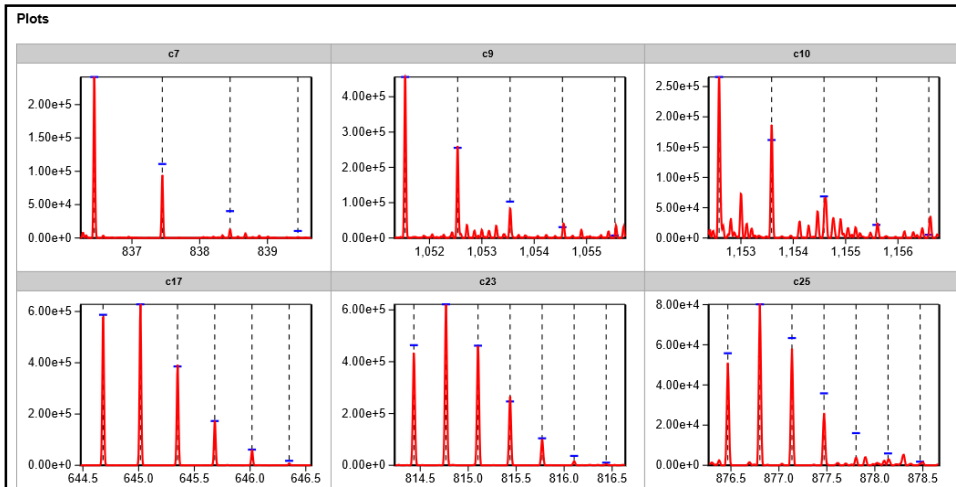 Plots
c7 c9 c10
2.00e+5
1.50e+5
1.00e+5
5.00e+4
0.00e+0
837 838 839
4.00e+5
3.00e+5
2.00e+5
1.00e+5
0.00e+0
1,052 1,053 1,054 1,055
2.50e+5
2.00e+5
1.50e+5
1.00e+5
5.00e+4
0.00e+0
1,153 1,154 1,155 1,156
c17 c23 c25
6.00e+5
4.00e+5
2.00e+5
0.00e+0
644.5 645.0 645.5 646.0 646.5
6.00e+5
4.00e+5
2.00e+5
0.00e+0
814.5 815.0 815.5 816.0 816.5
8.00e+4
6.00e+4
4.00e+4
2.00e+4
0.00e+0
876.5 877.0 877.5 878.0 878.5